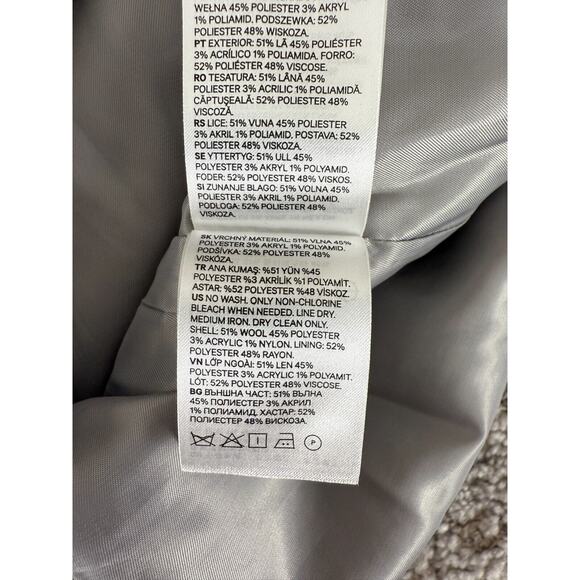 WEŁNA 45% POLIESTER 3% AKRYL
1% POLIAMID. PODSZEWKA: 52%
POLIESTER 48% WISKOZA.
PT EXTERIOR: 51% LÃ 45% POLIÉSTER
3% ACRÍLICO 1% POLIAMIDA. FORRO:
52% POLIÉSTER 48% VISCOSE.
RO TESATURA: 51% LÂNĂ 45%
POLIESTER 3% ACRILIC 1% POLIAMIDĂ.
CĂPTUŞEALĂ: 52% POLIESTER 48%
VISCOZĂ.
RS LICE: 51% VUNA 45% POLIESTER
3% AKRIL 1% POLIAMID. POSTAVA: 52%
POLIESTER 48% VISKOZA.
SE YTTERTYG: 51% ULL 45%
POLYESTER 3% AKRYL 1% POLYAMID.
FODER: 52% POLYESTER 48% VISKOS.
SI ZUNANJE BLAGO: 51% VOLNA 45%
POLIESTER 3% AKRIL 1% POLIAMID.
PODLOGA: 52% POLIESTER 48%
VISKOZA.
SK VRCHNÝ MATERIÁL: 51% VLNA 45%
POLYESTER 3% AKRYL 1% POLYAMID.
PODŠÍVKA: 52% POLYESTER 48%
VISKÓZA.
TR ANA KUMAŞ: %51 YÜN %45
POLYESTER %3 AKRİLİK %1 POLYAMİT.
ASTAR: %52 POLYESTER %48 VİSKOZ.
US NO WASH. ONLY NON-CHLORINE
BLEACH WHEN NEEDED. LINE DRY.
MEDIUM IRON. DRY CLEAN ONLY.
SHELL: 51% WOOL 45% POLYESTER
3% ACRYLIC 1% NYLON. LINING: 52%
POLYESTER 48% RAYON.
VN LỚP NGOÀI: 51% LEN 45%
POLYESTER 3% ACRYLIC 1% POLYAMIT.
LÓT: 52% POLYESTER 48% VISCOSE.
BG ВЪНШНА ЧАСТ: 51% ВЪЛНА
45% ПОЛИЕСТЕР 3% АКРИЛ
1% ПОЛИАМИД. ХАСТАР: 52%
ПОЛИЕСТЕР 48% ВИСКОЗА.
P